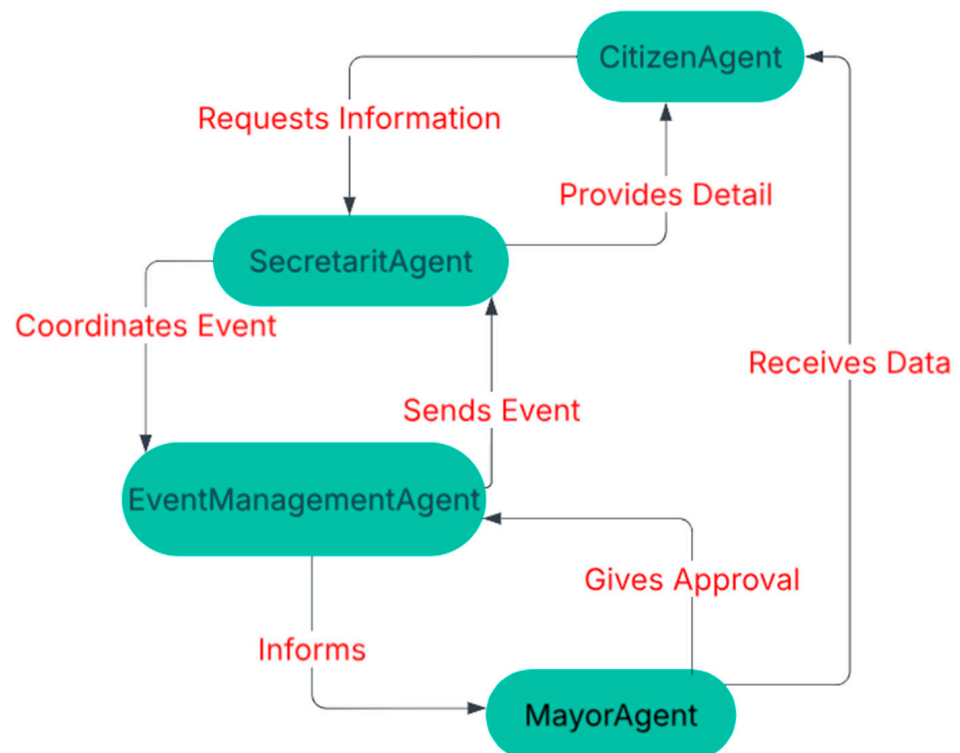 CitizenAgent
Requests Information
Provides Detail
SecretaritAgent
Coordinates Event
Receives Data
Sends Event
EventManagementAgent
Gives Approval
Informs
MayorAgent